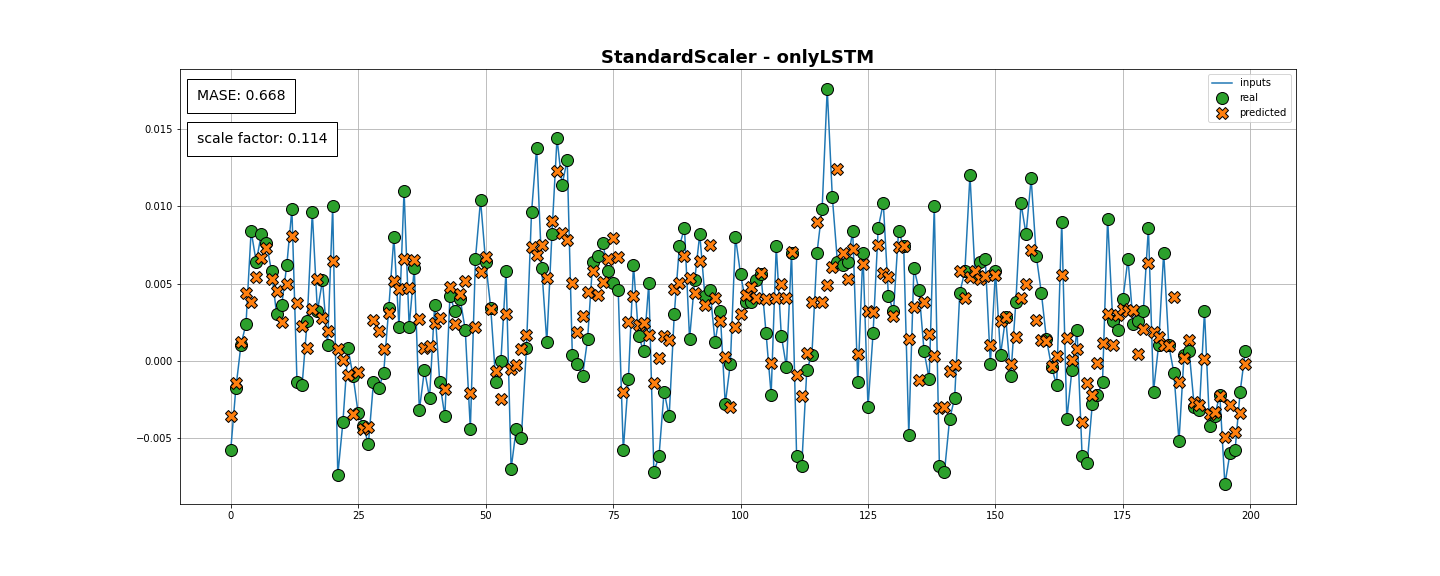 StandardScaler - onlyLSTM
MASE: 0.668
scale factor: 0.114
inputs
real
predicted
0.015
0.010
0.005
0.000
−0.005
0 25 50 75 100 125 150 175 200